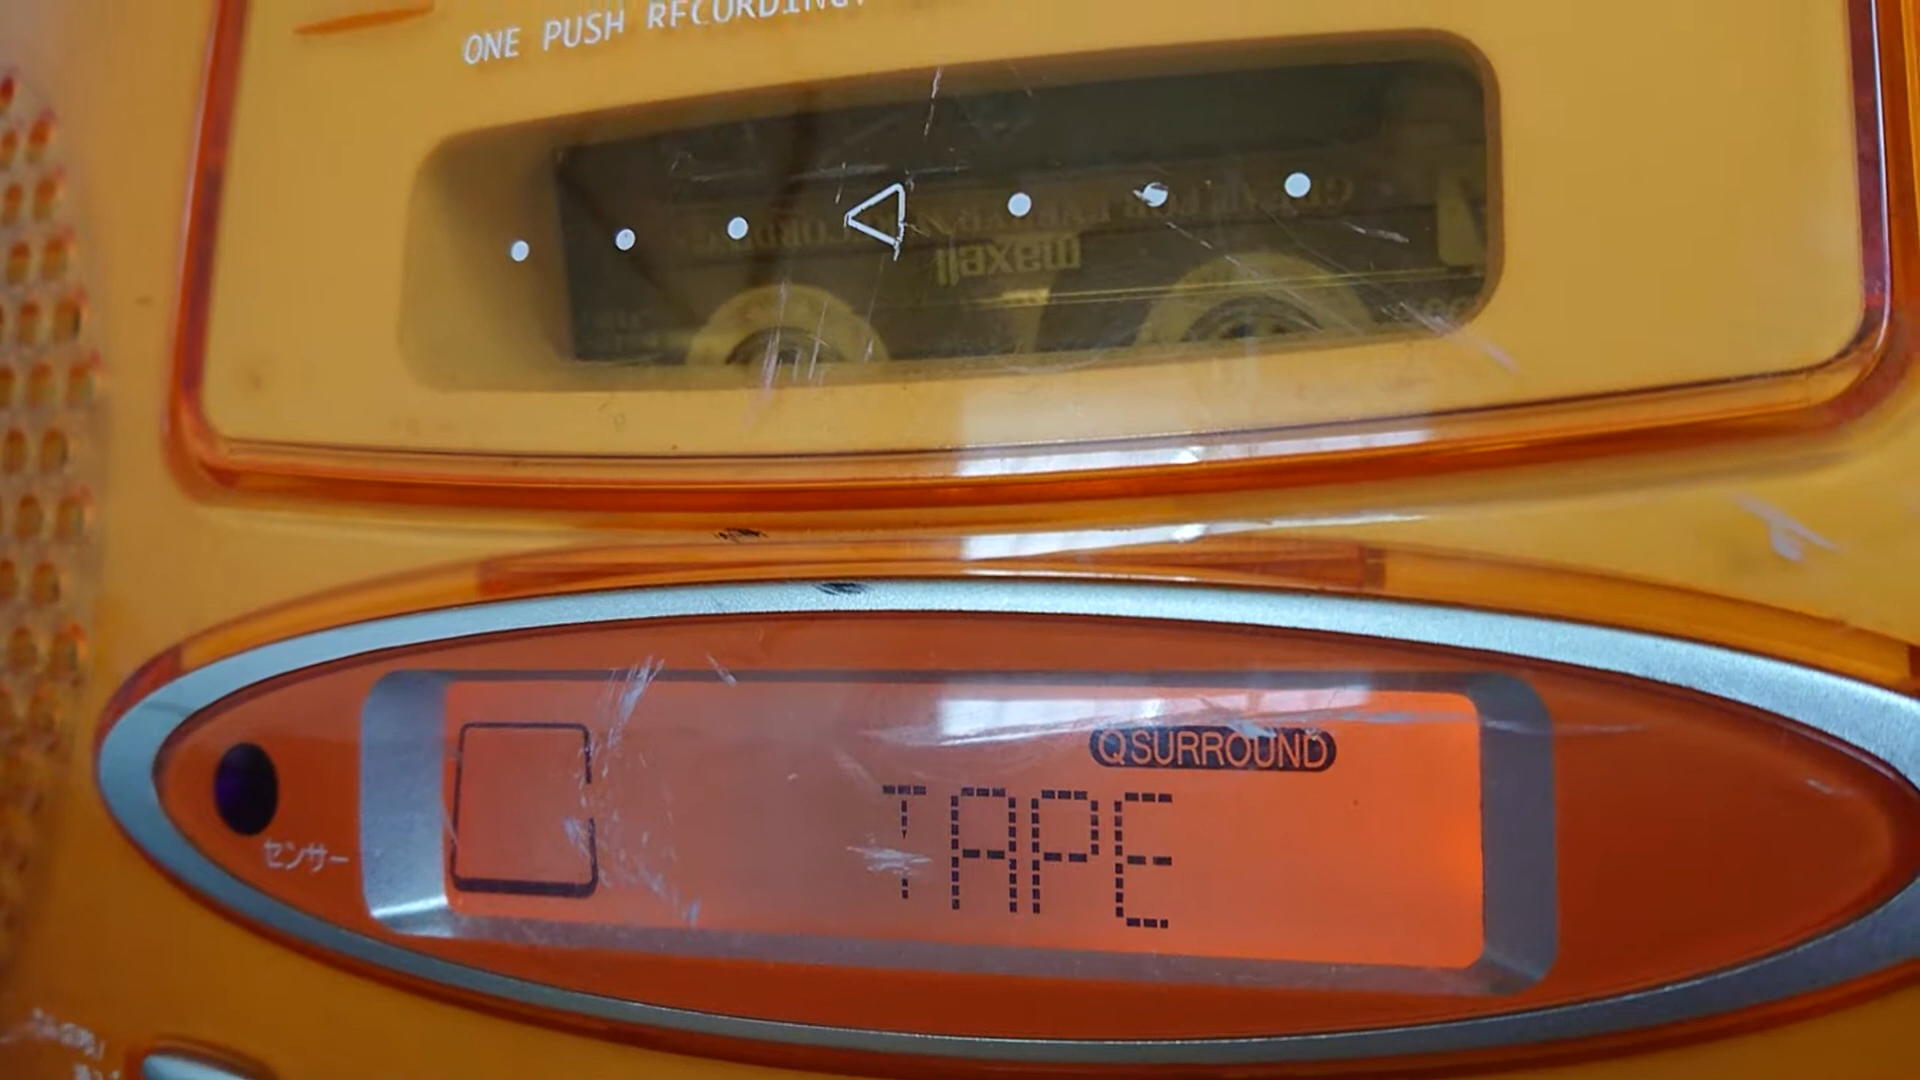 ONE PUSH RECORDING
maxell
QSURROUND
TAPE
センサー